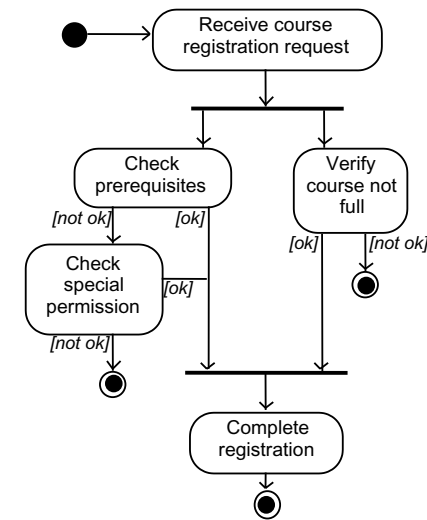 Receive course
registration request
Check
prerequisites
Verify
course not
full
[not ok]
[ok]
[ok]
[not ok]
Check
special
permission
[ok]
[not ok]
Complete
registration